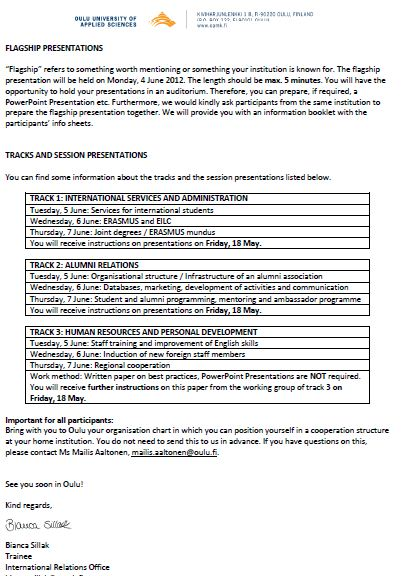 OULU UNIVERSITY OF
APPLIED SCIENCES
KIVIHARJUNLENKKI 1 B, FI-90220 OULU, FINLAND
www.oamk.fi
FLAGSHIP PRESENTATIONS
"Flagship" refers to something worth mentioning or something your institution is known for. The flagship
presentation will be held on Monday, 4 June 2012. The length should be max. 5 minutes. You will have the
opportunity to hold your presentations in an auditorium. Therefore, you can prepare, if required, a
PowerPoint Presentation etc. Furthermore, we would kindly ask participants from the same institution to
prepare the flagship presentation together. We will provide you with an information booklet with the
participants' info sheets.
TRACKS AND SESSION PRESENTATIONS
You can find some information about the tracks and the session presentations listed below.
TRACK 1: INTERNATIONAL SERVICES AND ADMINISTRATION
Tuesday, 5 June: Services for international students
Wednesday, 6 June: ERASMUS and EILC
Thursday, 7 June: Joint degrees / ERASMUS mundus
You will receive instructions on presentations on Friday, 18 May.
TRACK 2: ALUMNI RELATIONS
Tuesday, 5 June: Organisational structure / Infrastructure of an alumni association
Wednesday, 6 June: Databases, marketing, development of activities and communication
Thursday, 7 June: Student and alumni programming, mentoring and ambassador programme
You will receive instructions on presentations on Friday, 18 May.
TRACK 3: HUMAN RESOURCES AND PERSONAL DEVELOPMENT
Tuesday, 5 June: Staff training and improvement of English skills
Wednesday, 6 June: Induction of new foreign staff members
Thursday, 7 June: Regional cooperation
Work method: Written paper on best practices, PowerPoint Presentations are NOT required.
You will receive further instructions on this paper from the working group of track 3 on
Friday, 18 May.
Important for all participants:
Bring with you to Oulu your organisation chart in which you can position yourself in a cooperation structure
at your home institution. You do not need to send this to us in advance. If you have questions on this,
please contact Ms Mailis Aaltonen, mailis.aaltonen@oulu.fi.
See you soon in Oulu!
Kind regards,
Bianca Sillak
Bianca Sillak
Trainee
International Relations Office